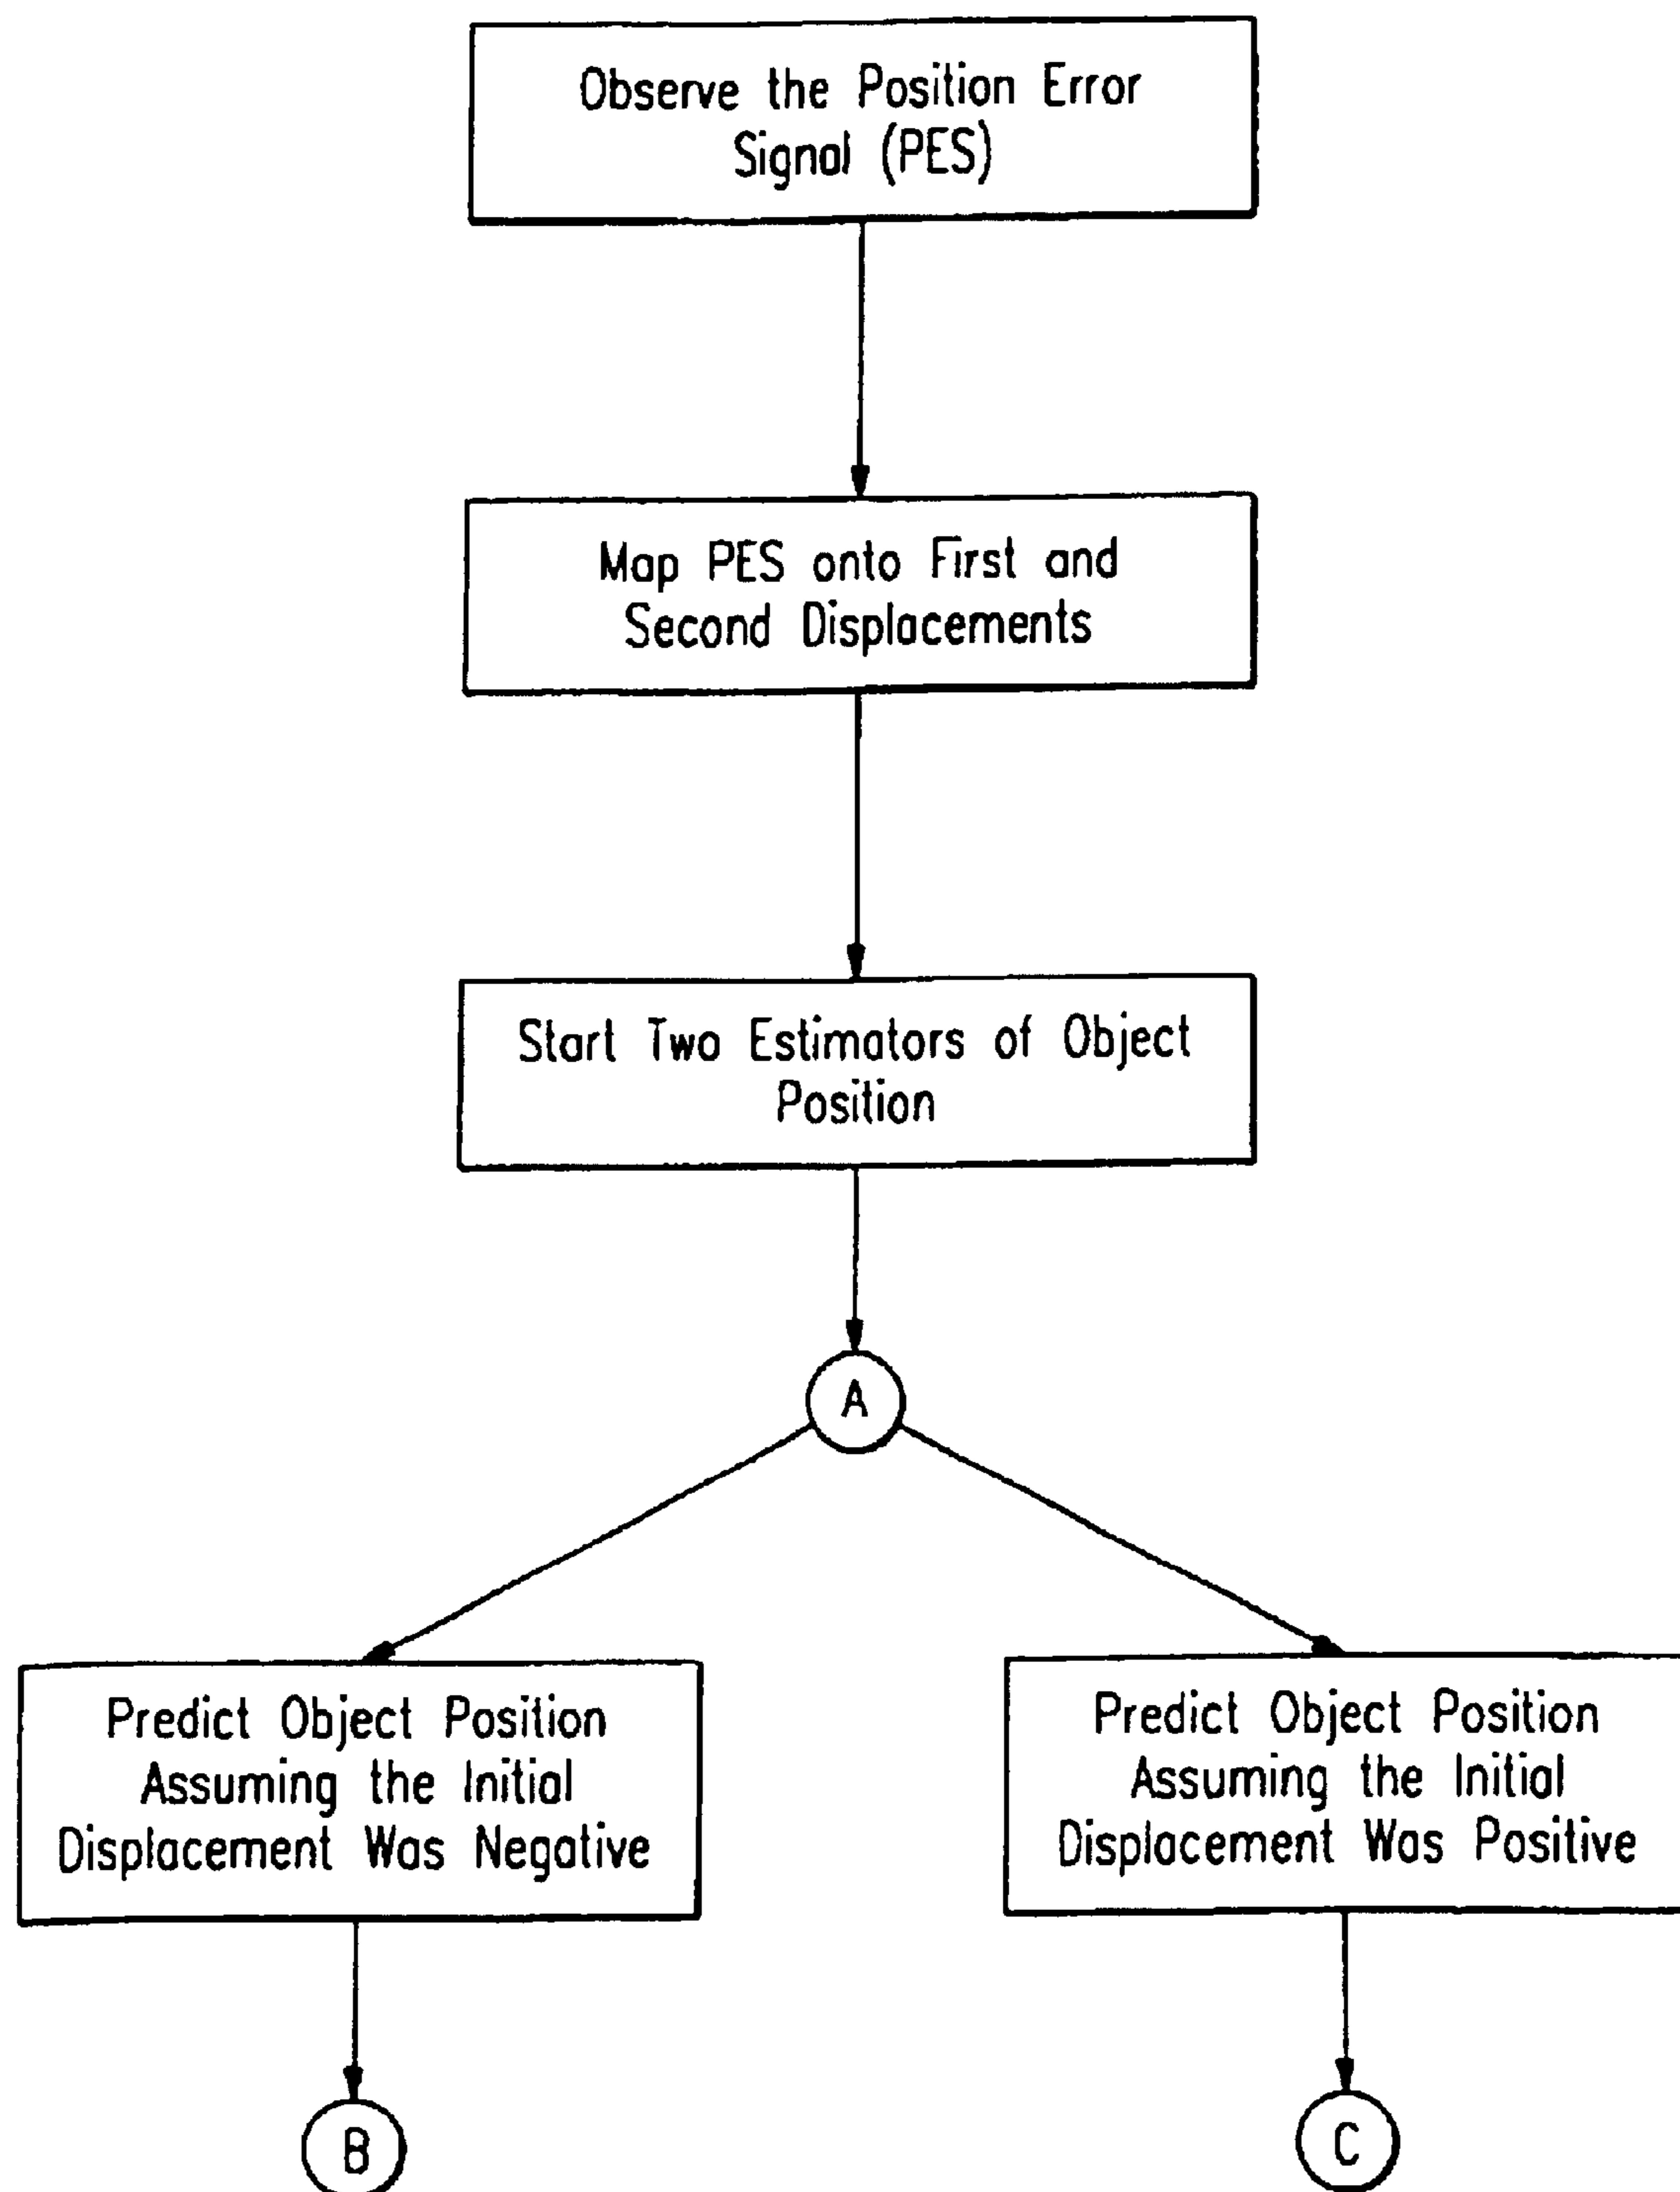 Observe the Position Error
Signal (PES)
Map PES onto First and
Second Displacements
Start Two Estimators of Object
Position
A
Predict Object Position
Assuming the Initial
Displacement Was Negative
Predict Object Position
Assuming the Initial
Displacement Was Positive
B
C